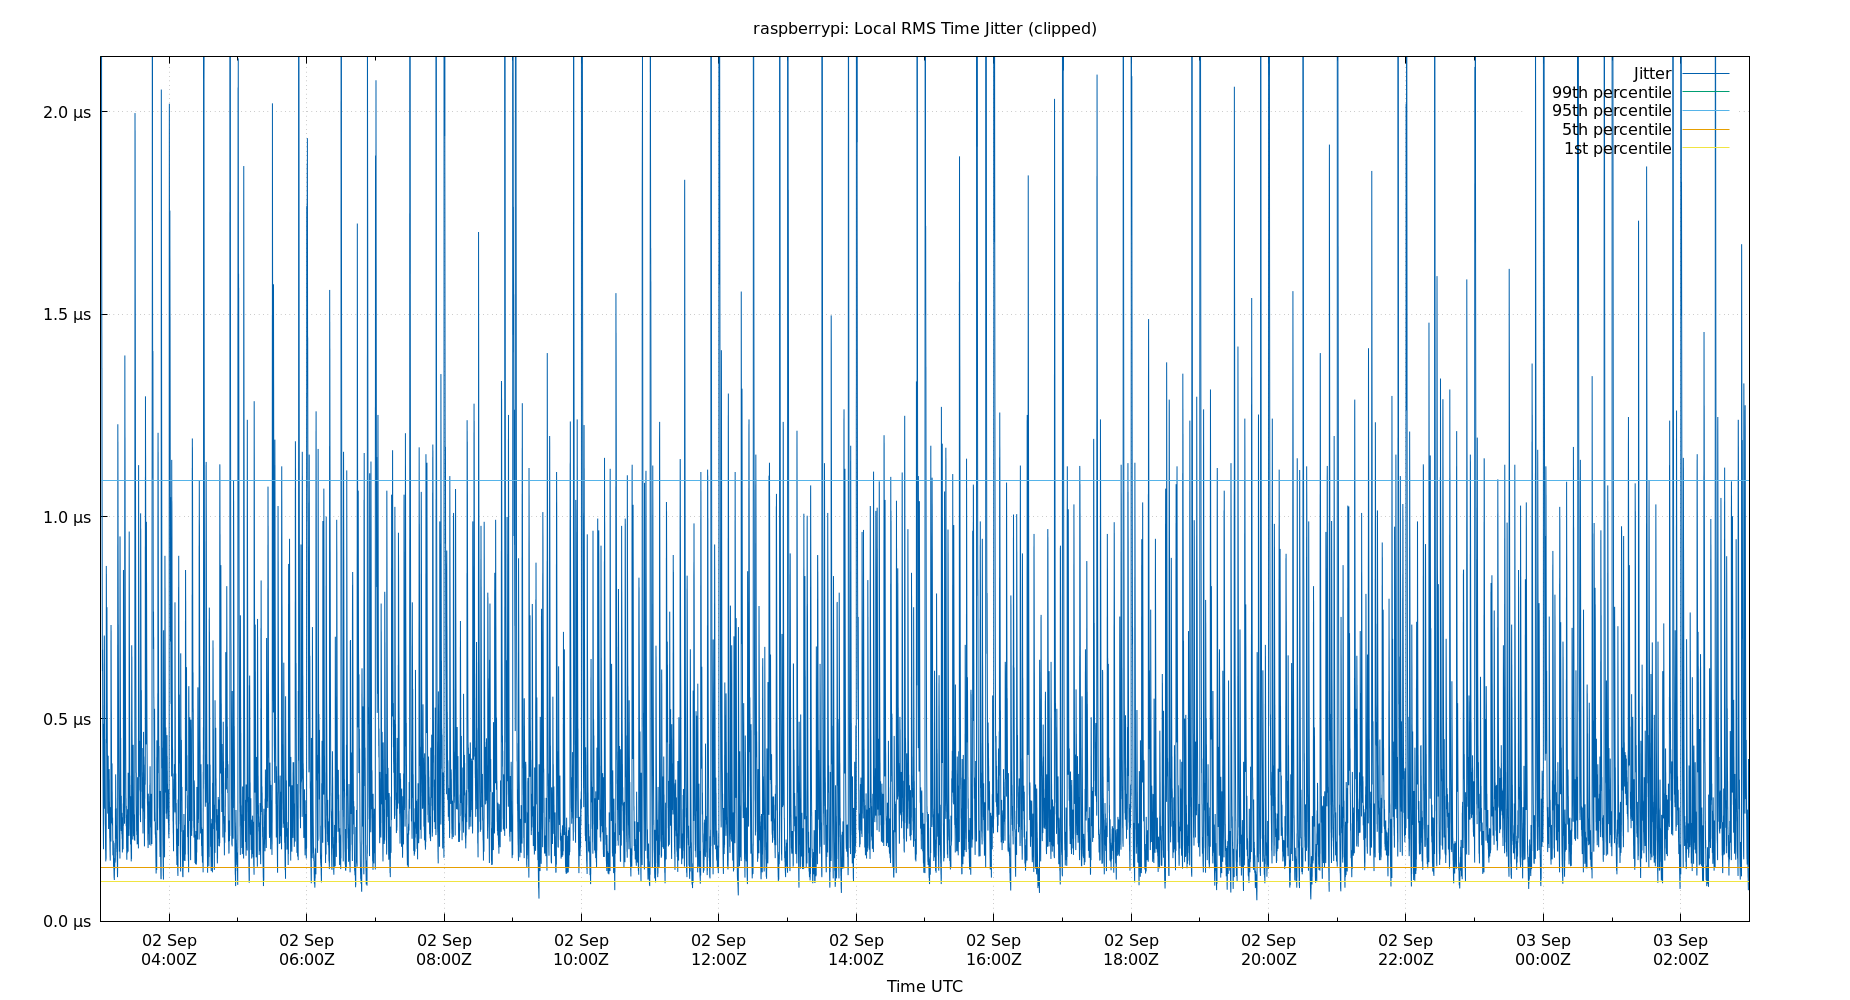 raspberrypi: Local RMS Time Jitter (clipped)
Jitter
99th percentile
95th percentile
5th percentile
1st percentile
2.0 µs
1.5 µs
1.0 µs
0.5 µs
0.0 µs
02 Sep 02 Sep 02 Sep 02 Sep 02 Sep 02 Sep 02 Sep 02 Sep 02 Sep 02 Sep 03 Sep 03 Sep
04:00Z 06:00Z 08:00Z 10:00Z 12:00Z 14:00Z 16:00Z 18:00Z 20:00Z 22:00Z 00:00Z 02:00Z
Time UTC